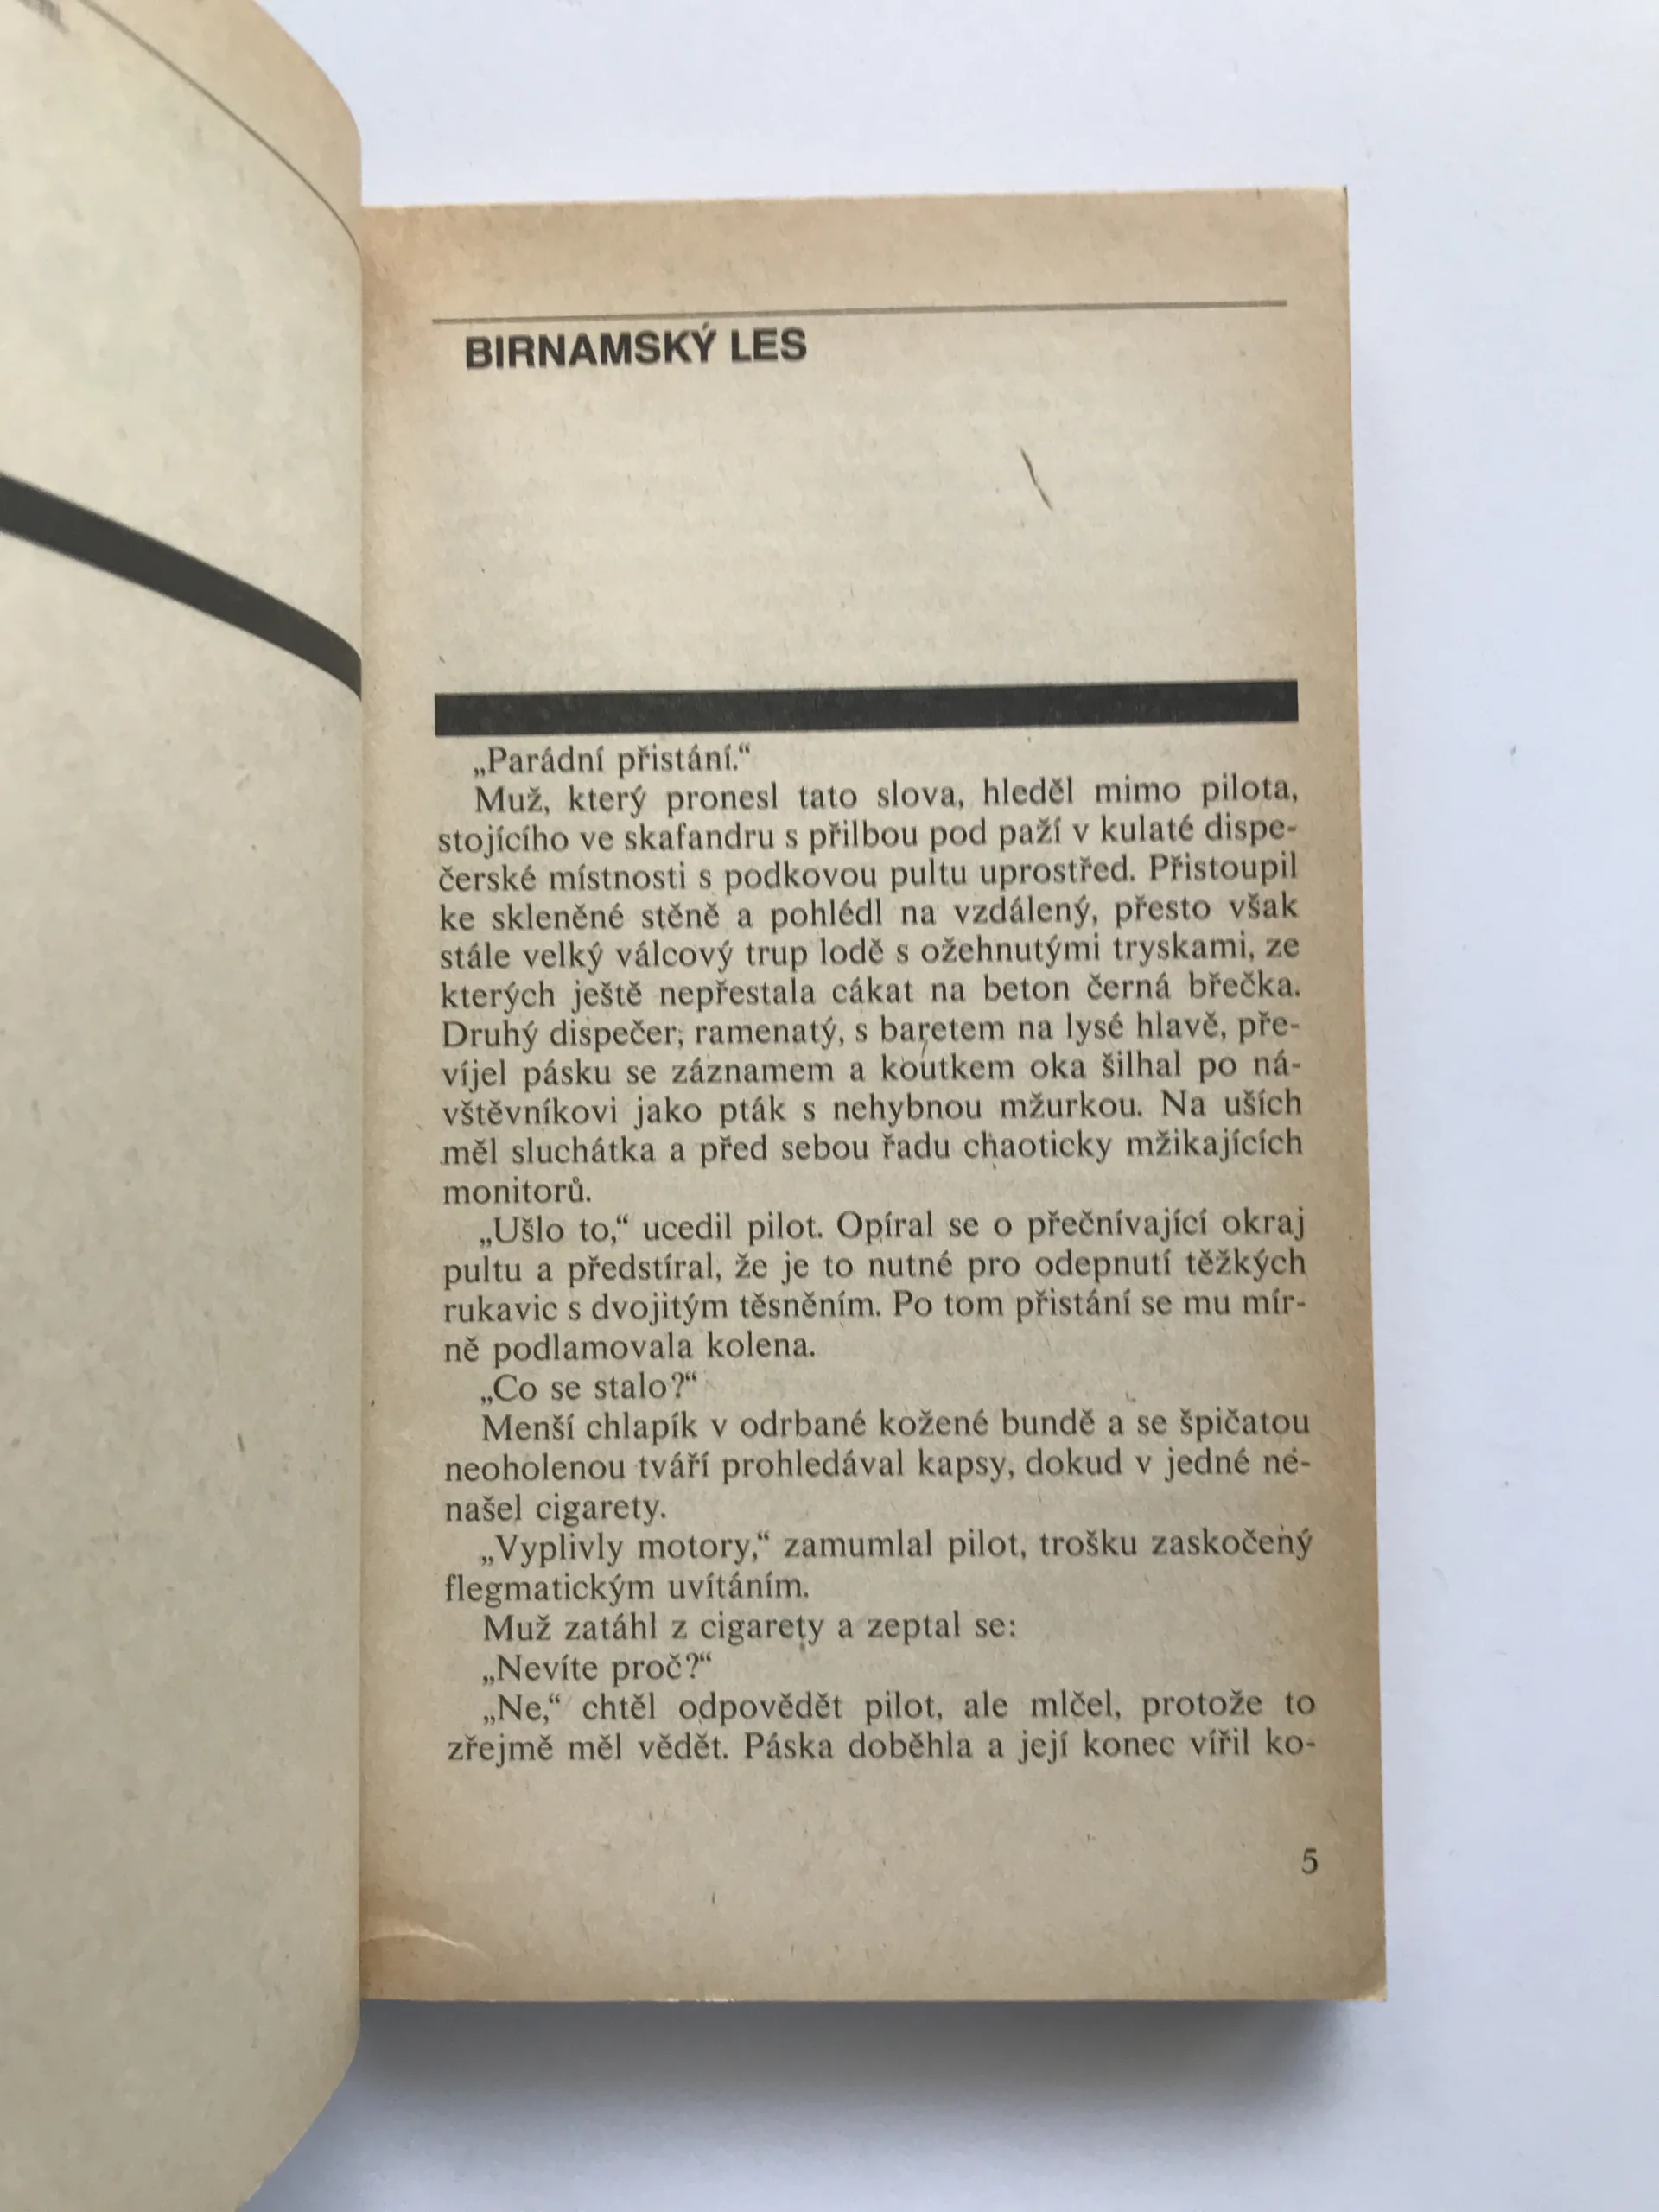 BIRNAMSKÝ LES
„Parádní přistání.“
Muž, který pronesl tato slova, hleděl mimo pilota,
stojícího ve skafandru s přilbou pod paží v kulaté dispe-
čerské místnosti s podkovou pultu uprostřed. Přistoupil
ke skleněné stěně a pohlédl na vzdálený, přesto však
stále velký válcový trup lodě s ožehnutými tryskami, ze
kterých ještě nepřestala cákat na beton černá břečka.
Druhý dispečer, ramenatý, s baretem na lysé hlavě, pře-
víjel pásku se záznamem a koutkem oka šilhal po ná-
vštěvníkovi jako pták s nehybnou mžurkou. Na uších
měl sluchátka a před sebou řadu chaoticky mžikajících
monitorů.
„Ušlo to,“ ucedil pilot. Opíral se o přečnívající okraj
pultu a předstíral, že je to nutné pro odepnutí těžkých
rukavic s dvojitým těsněním. Po tom přistání se mu mír-
ně podlamovala kolena.
„Co se stalo?“
Menší chlapík v odrbané kožené bundě a se špičatou
neoholenou tváří prohledával kapsy, dokud v jedné ne-
našel cigarety.
„Vyplivly motory,“ zamumlal pilot, trošku zaskočený
flegmatickým uvítáním.
Muž zatáhl z cigarety a zeptal se:
„Nevíte proč?“
„Ne,“ chtěl odpovědět pilot, ale mlčel, protože to
zřejmě měl vědět. Páska doběhla a její konec vířil ko-
5